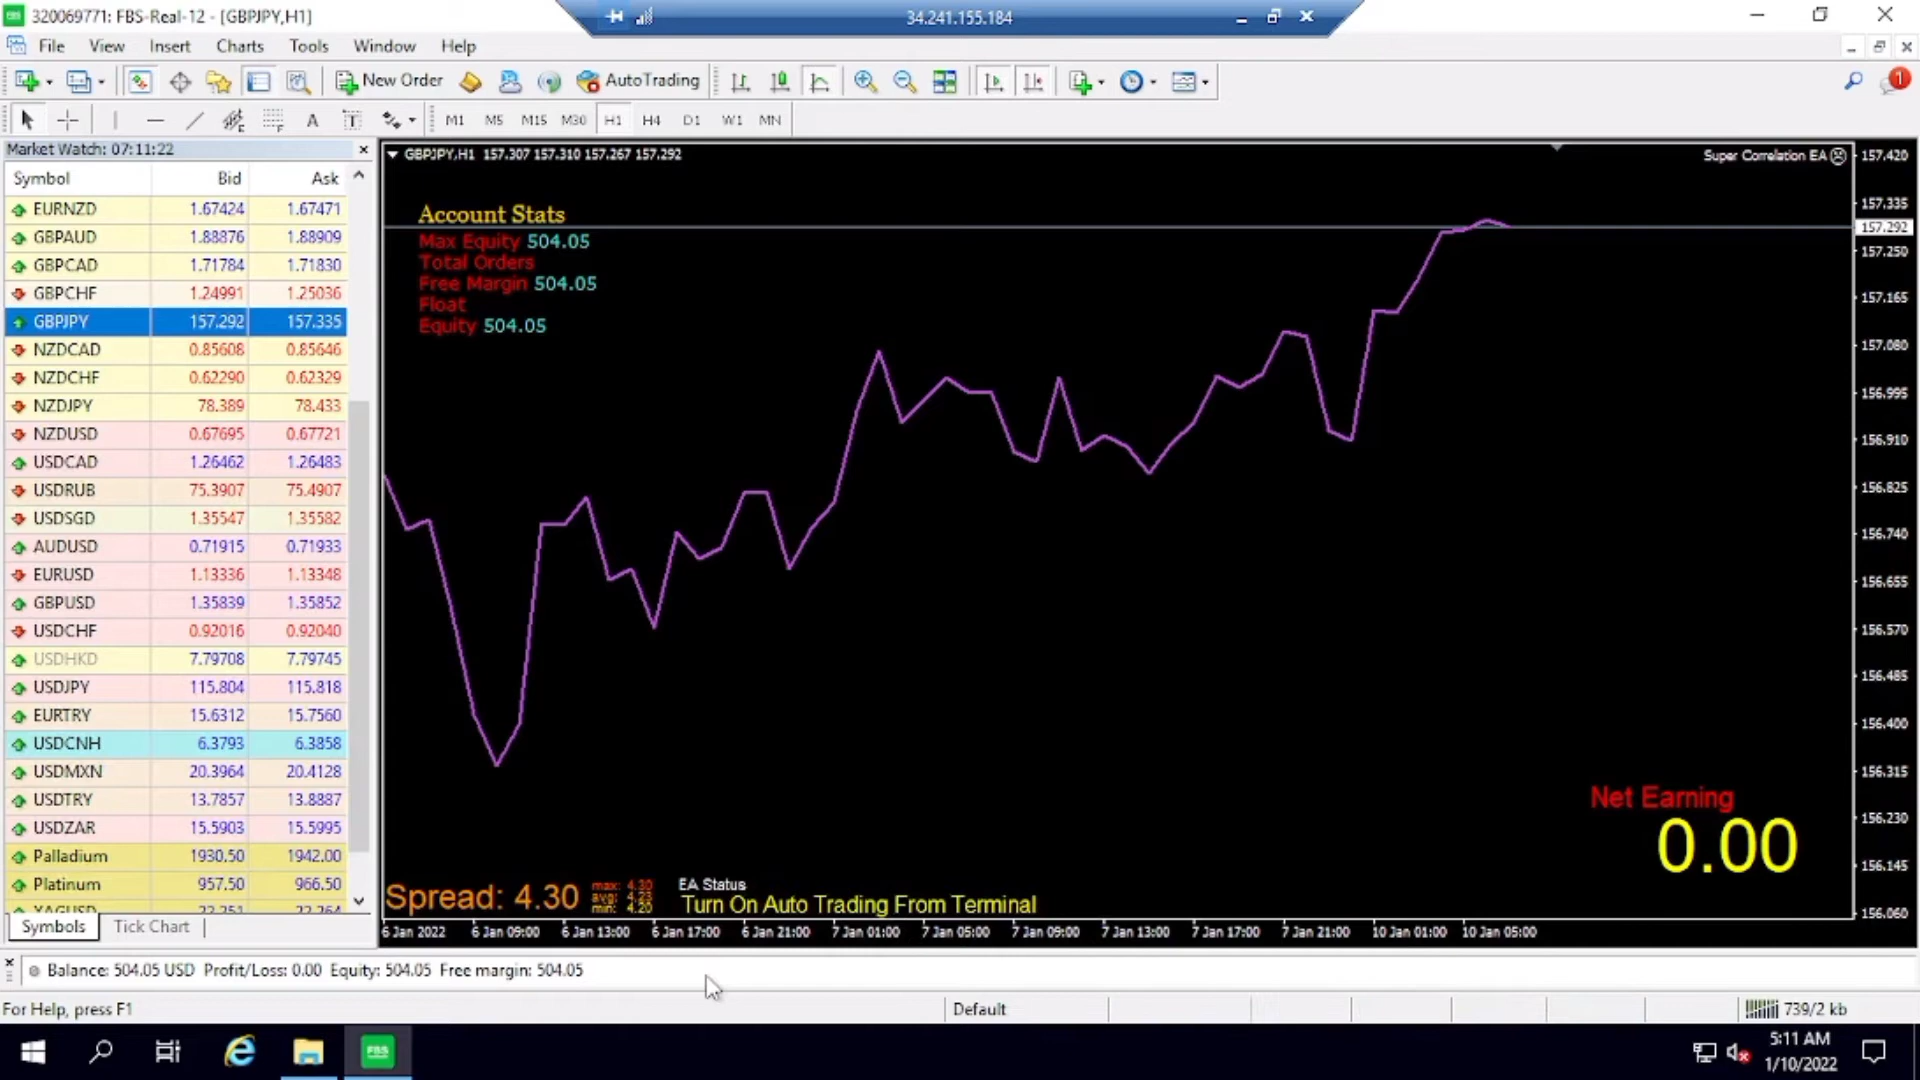 320069771: FBS-Real-12 - [GBPJPY,H1]
34.241.155.184
File View Insert Charts Tools Window Help
New Order AutoTrading
1
A T M1 M5 M15 M30 H1 H4 D1 W1 MN
Market Watch: 07:11:22
Symbol Bid Ask
EURNZD 1.67424 1.67471
GBPAUD 1.88876 1.88909
GBPCAD 1.71784 1.71830
GBPCHF 1.24991 1.25036
GBPJPY 157.292 157.335
NZDCAD 0.85608 0.85646
NZDCHF 0.62290 0.62329
NZDJPY 78.389 78.433
NZDUSD 0.67695 0.67721
USDCAD 1.26462 1.26483
USDRUB 75.3907 75.4907
USDSGD 1.35547 1.35582
AUDUSD 0.71915 0.71933
EURUSD 1.13336 1.13348
GBPUSD 1.35839 1.35852
USDCHF 0.92016 0.92040
USDHKD 7.79708 7.79745
USDJPY 115.804 115.818
EURTRY 15.6312 15.7560
USDCNH 6.3793 6.3858
USDMXN 20.3964 20.4128
USDTRY 13.7857 13.8887
USDZAR 15.5903 15.5995
Palladium 1930.50 1942.00
Platinum 957.50 966.50
XAGUSD 22.251 22.264
Symbols Tick Chart
GBPJPY,H1 157.307 157.310 157.267 157.292
Super Correlation EA
Account Stats
Max Equity 504.05
Total Orders
Free Margin 504.05
Float
Equity 504.05
157.420
157.335
157.292
157.250
157.165
157.080
156.995
156.910
156.825
156.740
156.655
156.570
156.485
156.400
156.315
156.230
156.145
156.060
Net Earning
0.00
Spread: 4.30
max: 4.30
avg: 4.23
min: 4.20
EA Status
Turn On Auto Trading From Terminal
6 Jan 2022 6 Jan 09:00 6 Jan 13:00 6 Jan 17:00 6 Jan 21:00 7 Jan 01:00 7 Jan 05:00 7 Jan 09:00 7 Jan 13:00 7 Jan 17:00 7 Jan 21:00 10 Jan 01:00 10 Jan 05:00
Balance: 504.05 USD Profit/Loss: 0.00 Equity: 504.05 Free margin: 504.05
For Help, press F1
Default
739/2 kb
FBS
5:11 AM
1/10/2022